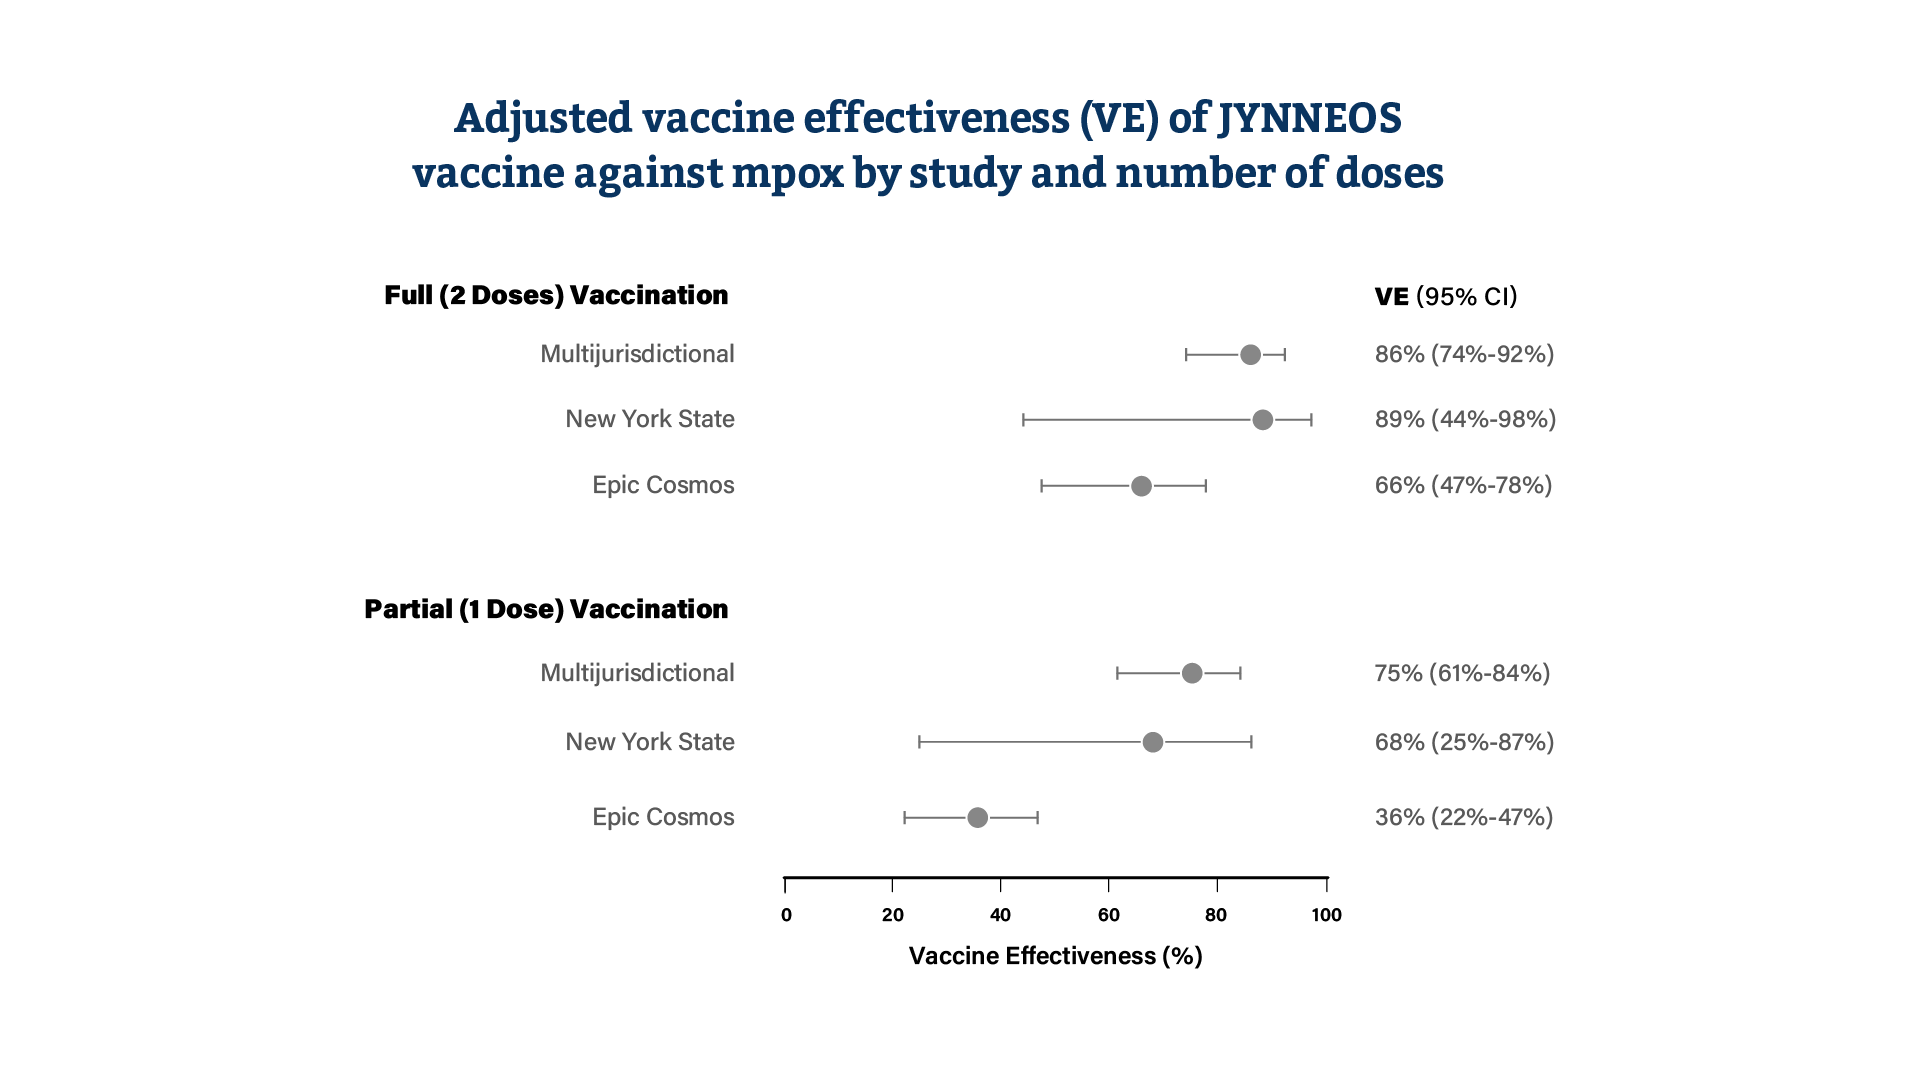 Adjusted vaccine effectiveness (VE) of JYNNEOS
vaccine against mpox by study and number of doses
Full (2 Doses) Vaccination VE (95% CI)
Multijurisdictional 86% (74%-92%)
New York State 89% (44%-98%)
Epic Cosmos 66% (47%-78%)
Partial (1 Dose) Vaccination
Multijurisdictional 75% (61%-84%)
New York State 68% (25%-87%)
Epic Cosmos 36% (22%-47%)
0 20 40 60 80 100
Vaccine Effectiveness (%)